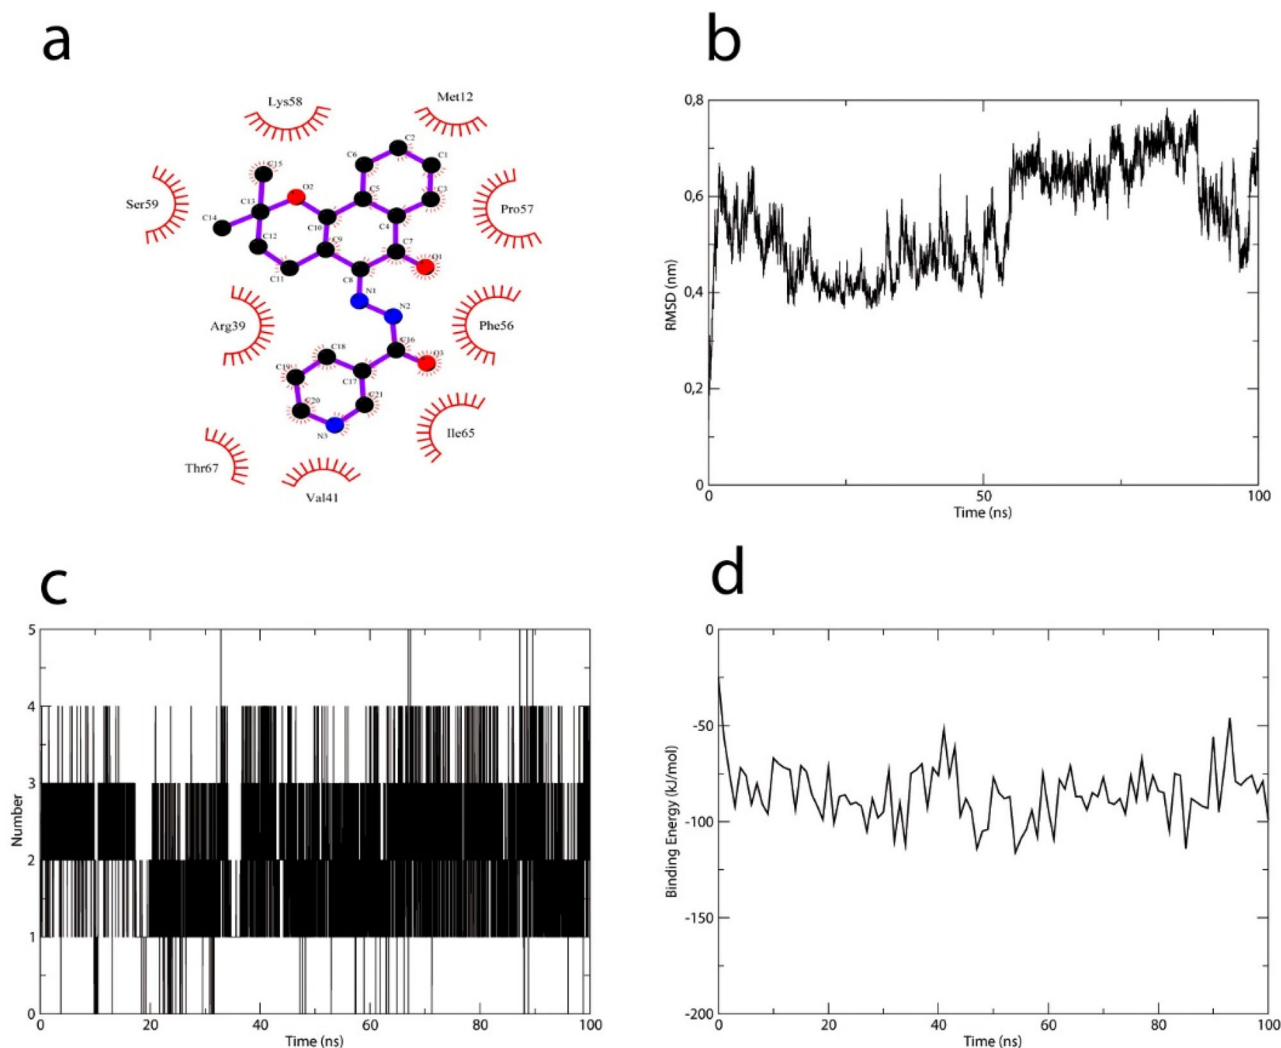 a
Lys58
Met12
C2
C6
C1
C15
O2
C5
C3
Ser59
C13
Pro57
C14
C4
C10
C12
C9
C7
O1
C11
C8
N1
N2
Arg39
Phe56
C18
C16
O3
C19
C17
C20
C21
N3
Ile65
Thr67
Val41
b
0,8
0,6
0,4
0,2
0
RMSD (nm)
0
50
100
Time (ns)
c
5
4
3
2
1
0
Number
0
20
40
60
80
100
Time (ns)
d
0
-50
-100
-150
-200
Binding Energy (kJ/mol)
0
20
40
60
80
100
Time (ns)